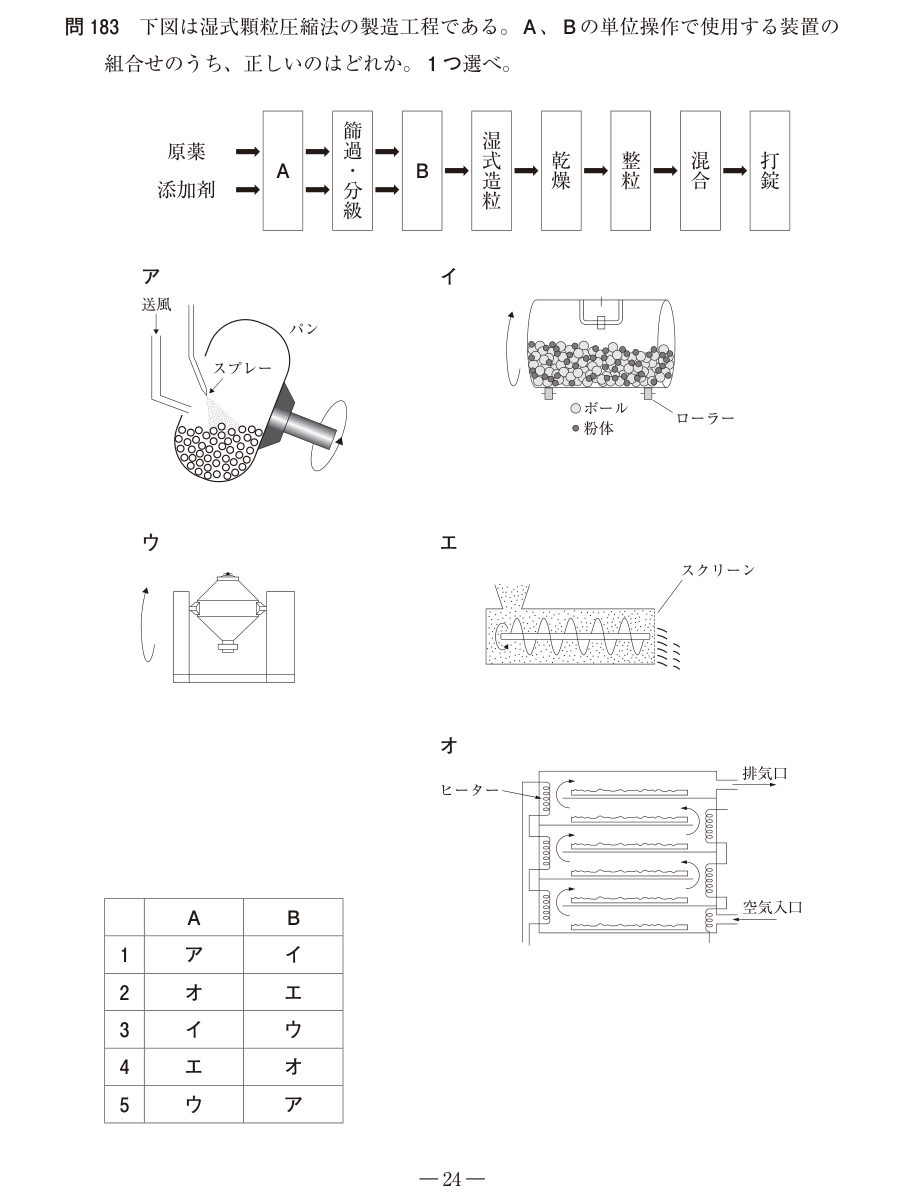 問 183　下図は湿式顆粒圧縮法の製造工程である。A、Bの単位操作で使用する装置の
組合せのうち、正しいのはどれか。1つ選べ。
原薬
添加剤
A
篩過・分級
B
湿式造粒
乾燥
整粒
混合
打錠
ア
送風
パン
スプレー
イ
ボール
粉体
ローラー
ウ
エ
スクリーン
オ
ヒーター
排気口
空気入口
A B
1 ア イ
2 オ エ
3 イ ウ
4 エ オ
5 ウ ア
— 24 —